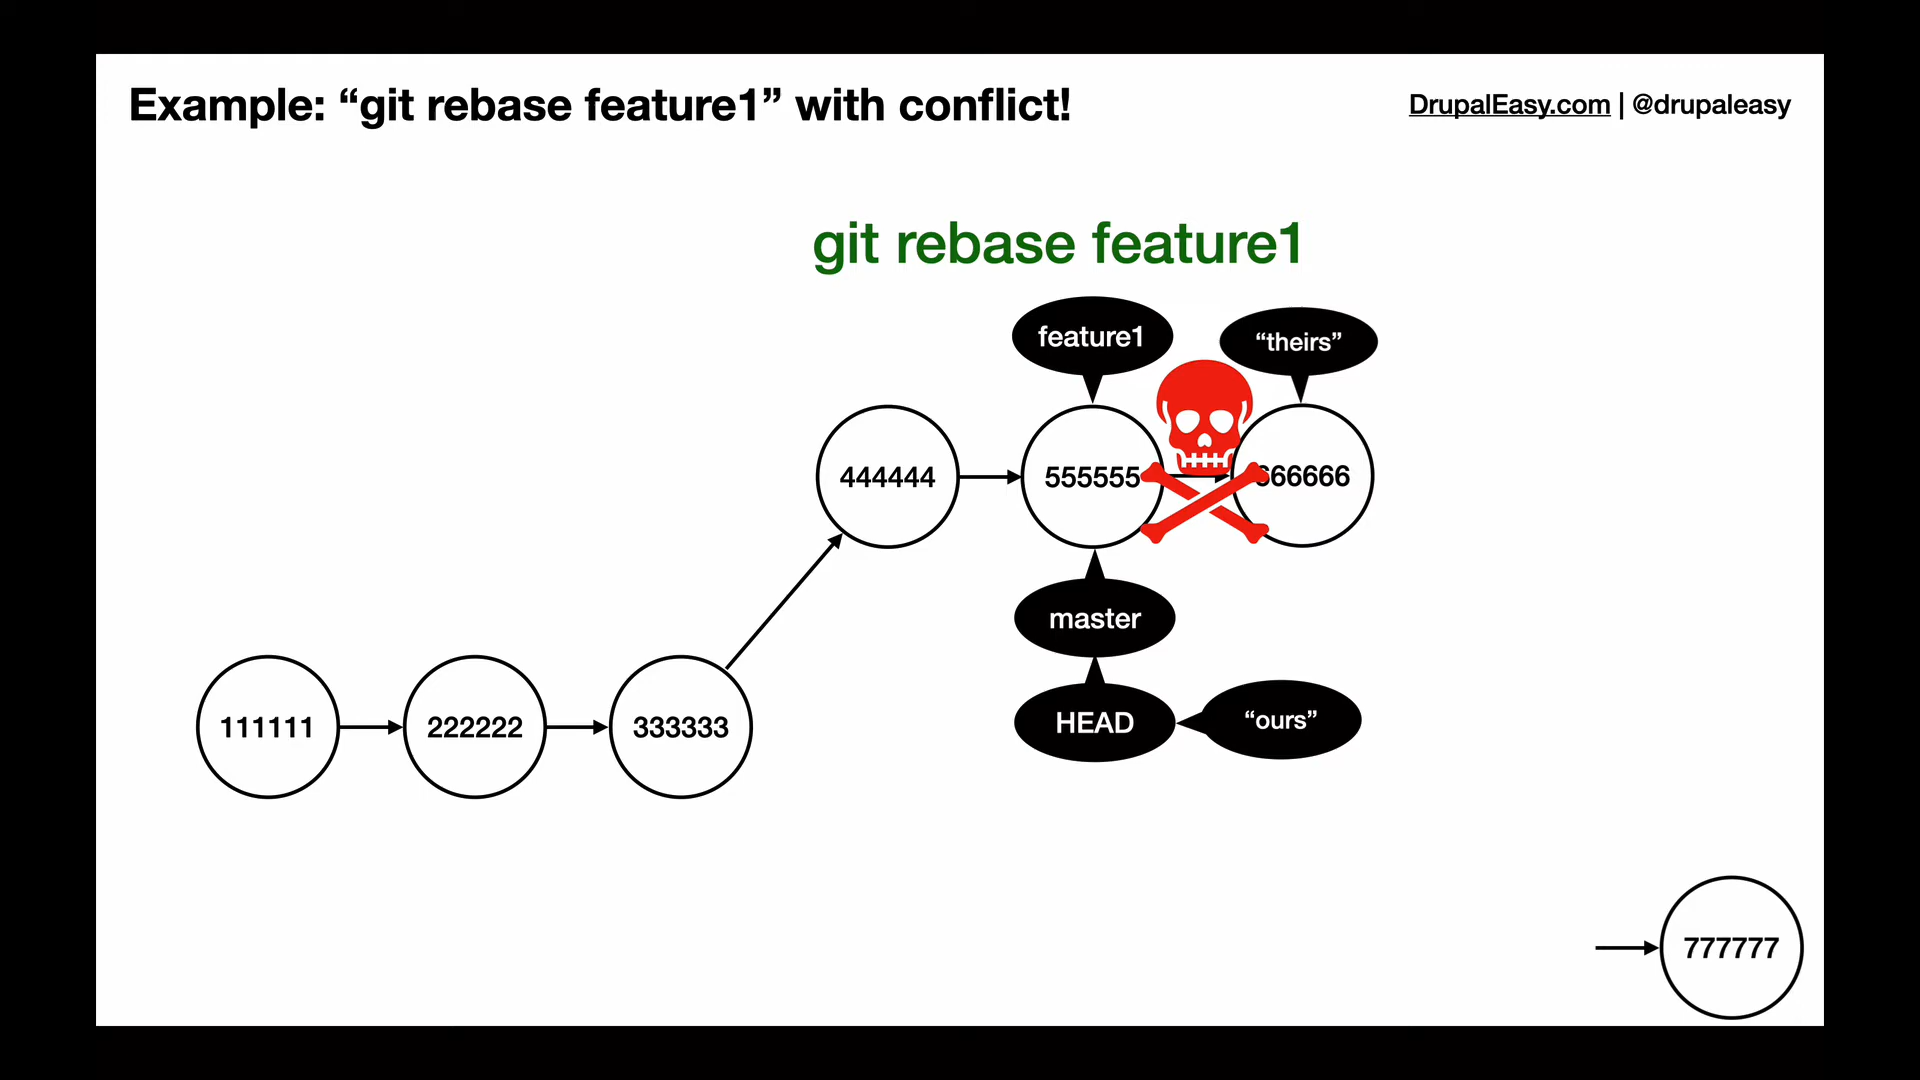 Example: “git rebase feature1” with conflict!
DrupalEasy.com | @drupaleasy
git rebase feature1
feature1
“theirs”
444444
555555
666666
master
111111
222222
333333
HEAD
“ours”
777777